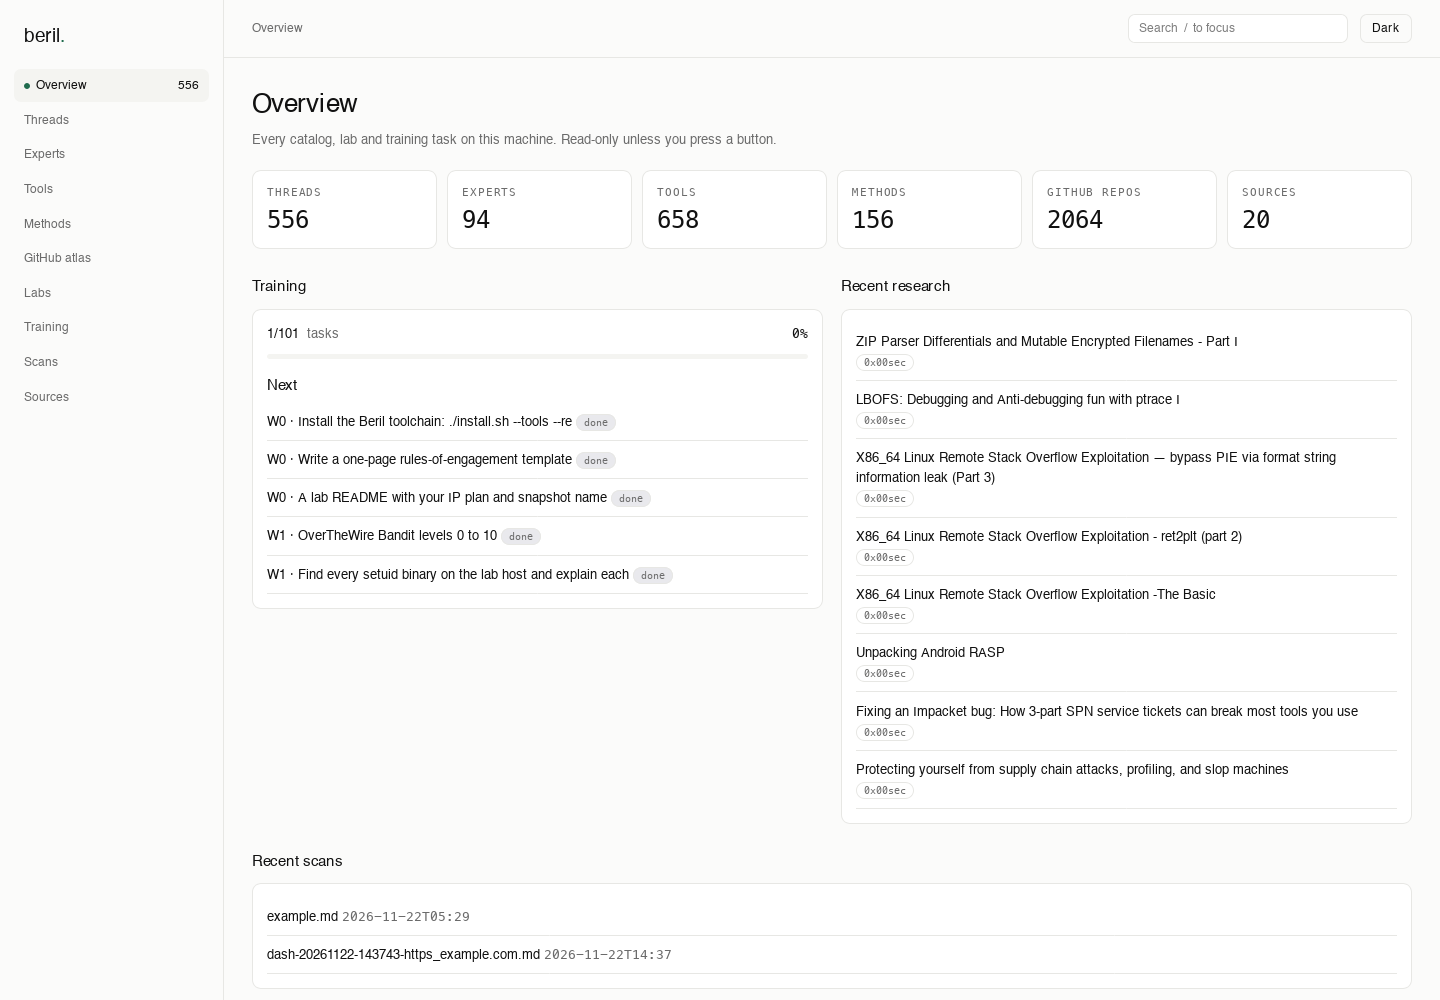 beril.
Overview 556
Threads
Experts
Tools
Methods
GitHub atlas
Labs
Training
Scans
Sources
Overview
Search / to focus
Dark
Overview
Every catalog, lab and training task on this machine. Read-only unless you press a button.
THREADS
556
EXPERTS
94
TOOLS
658
METHODS
156
GITHUB REPOS
2064
SOURCES
20
Training
1/101 tasks 0%
Next
W0 · Install the Beril toolchain: ./install.sh --tools --re done
W0 · Write a one-page rules-of-engagement template done
W0 · A lab README with your IP plan and snapshot name done
W1 · OverTheWire Bandit levels 0 to 10 done
W1 · Find every setuid binary on the lab host and explain each done
Recent research
ZIP Parser Differentials and Mutable Encrypted Filenames - Part I
0x00sec
LBOFS: Debugging and Anti-debugging fun with ptrace I
0x00sec
X86_64 Linux Remote Stack Overflow Exploitation — bypass PIE via format string
information leak (Part 3)
0x00sec
X86_64 Linux Remote Stack Overflow Exploitation - ret2plt (part 2)
0x00sec
X86_64 Linux Remote Stack Overflow Exploitation -The Basic
0x00sec
Unpacking Android RASP
0x00sec
Fixing an Impacket bug: How 3-part SPN service tickets can break most tools you use
0x00sec
Protecting yourself from supply chain attacks, profiling, and slop machines
0x00sec
Recent scans
example.md 2026-11-22T05:29
dash-20261122-143743-https_example.com.md 2026-11-22T14:37